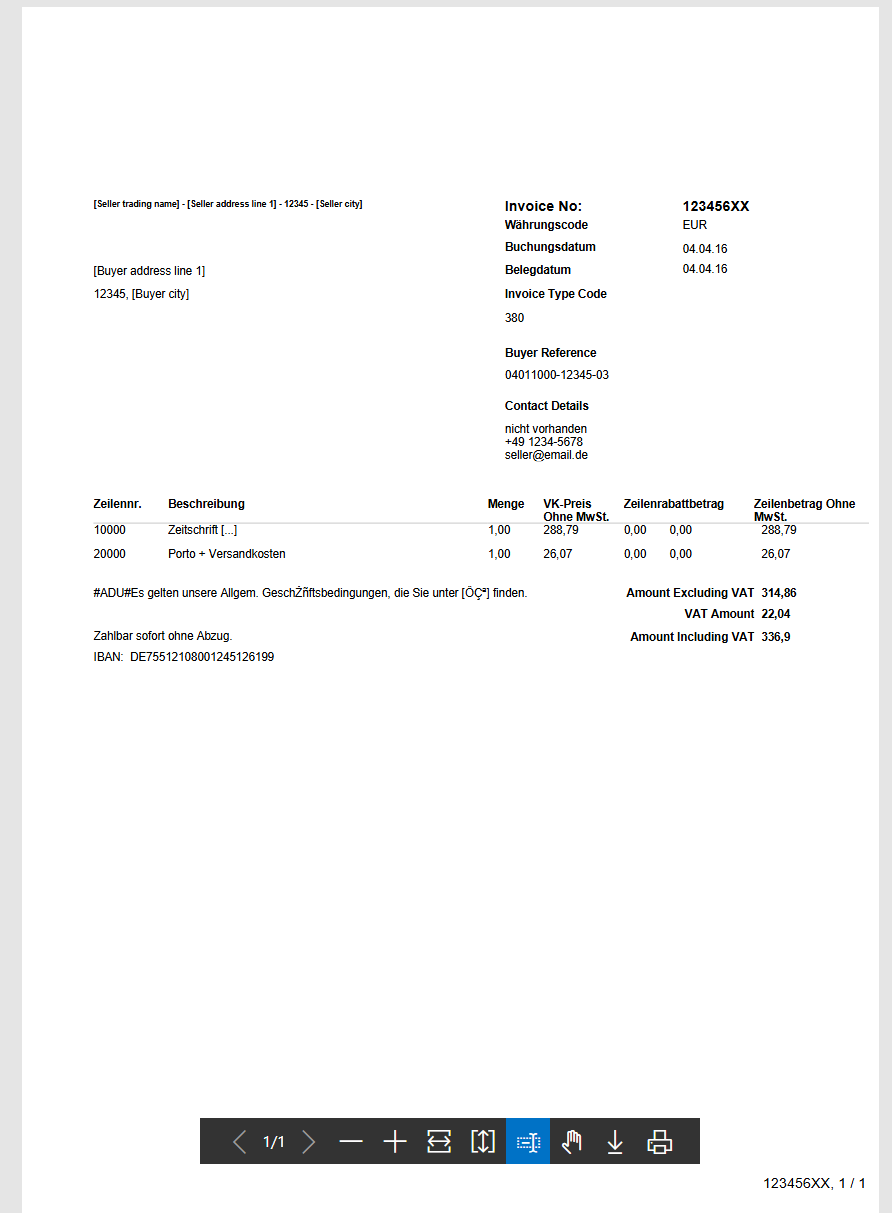 [Seller trading name] - [Seller address line 1] - 12345 - [Seller city]
Invoice No: 123456XX
Währungscode EUR
Buchungsdatum 04.04.16
[Buyer address line 1]
Belegdatum 04.04.16
12345, [Buyer city]
Invoice Type Code
380
Buyer Reference
04011000-12345-03
Contact Details
nicht vorhanden
+49 1234-5678
seller@email.de
Zeilennr. Beschreibung Menge VK-Preis Zeilenrabattbetrag Zeilenbetrag Ohne
Ohne MwSt. MwSt.
10000 Zeitschrift [...] 1,00 288,79 0,00 0,00 288,79
20000 Porto + Versandkosten 1,00 26,07 0,00 0,00 26,07
#ADU#Es gelten unsere Allgem. GeschŽñftsbedingungen, die Sie unter [ÔÇª] finden.
Amount Excluding VAT 314,86
VAT Amount 22,04
Zahlbar sofort ohne Abzug.
Amount Including VAT 336,9
IBAN: DE75512108001245126199
1/1
123456XX, 1 / 1